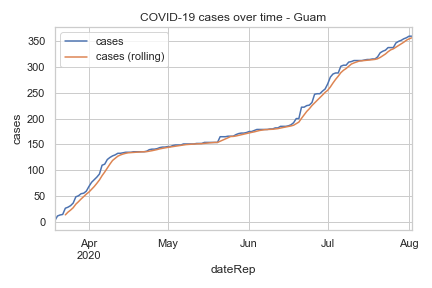 COVID-19 cases over time - Guam
cases
cases (rolling)
cases
350
300
250
200
150
100
50
0
Apr
2020
May
Jun
Jul
Aug
dateRep